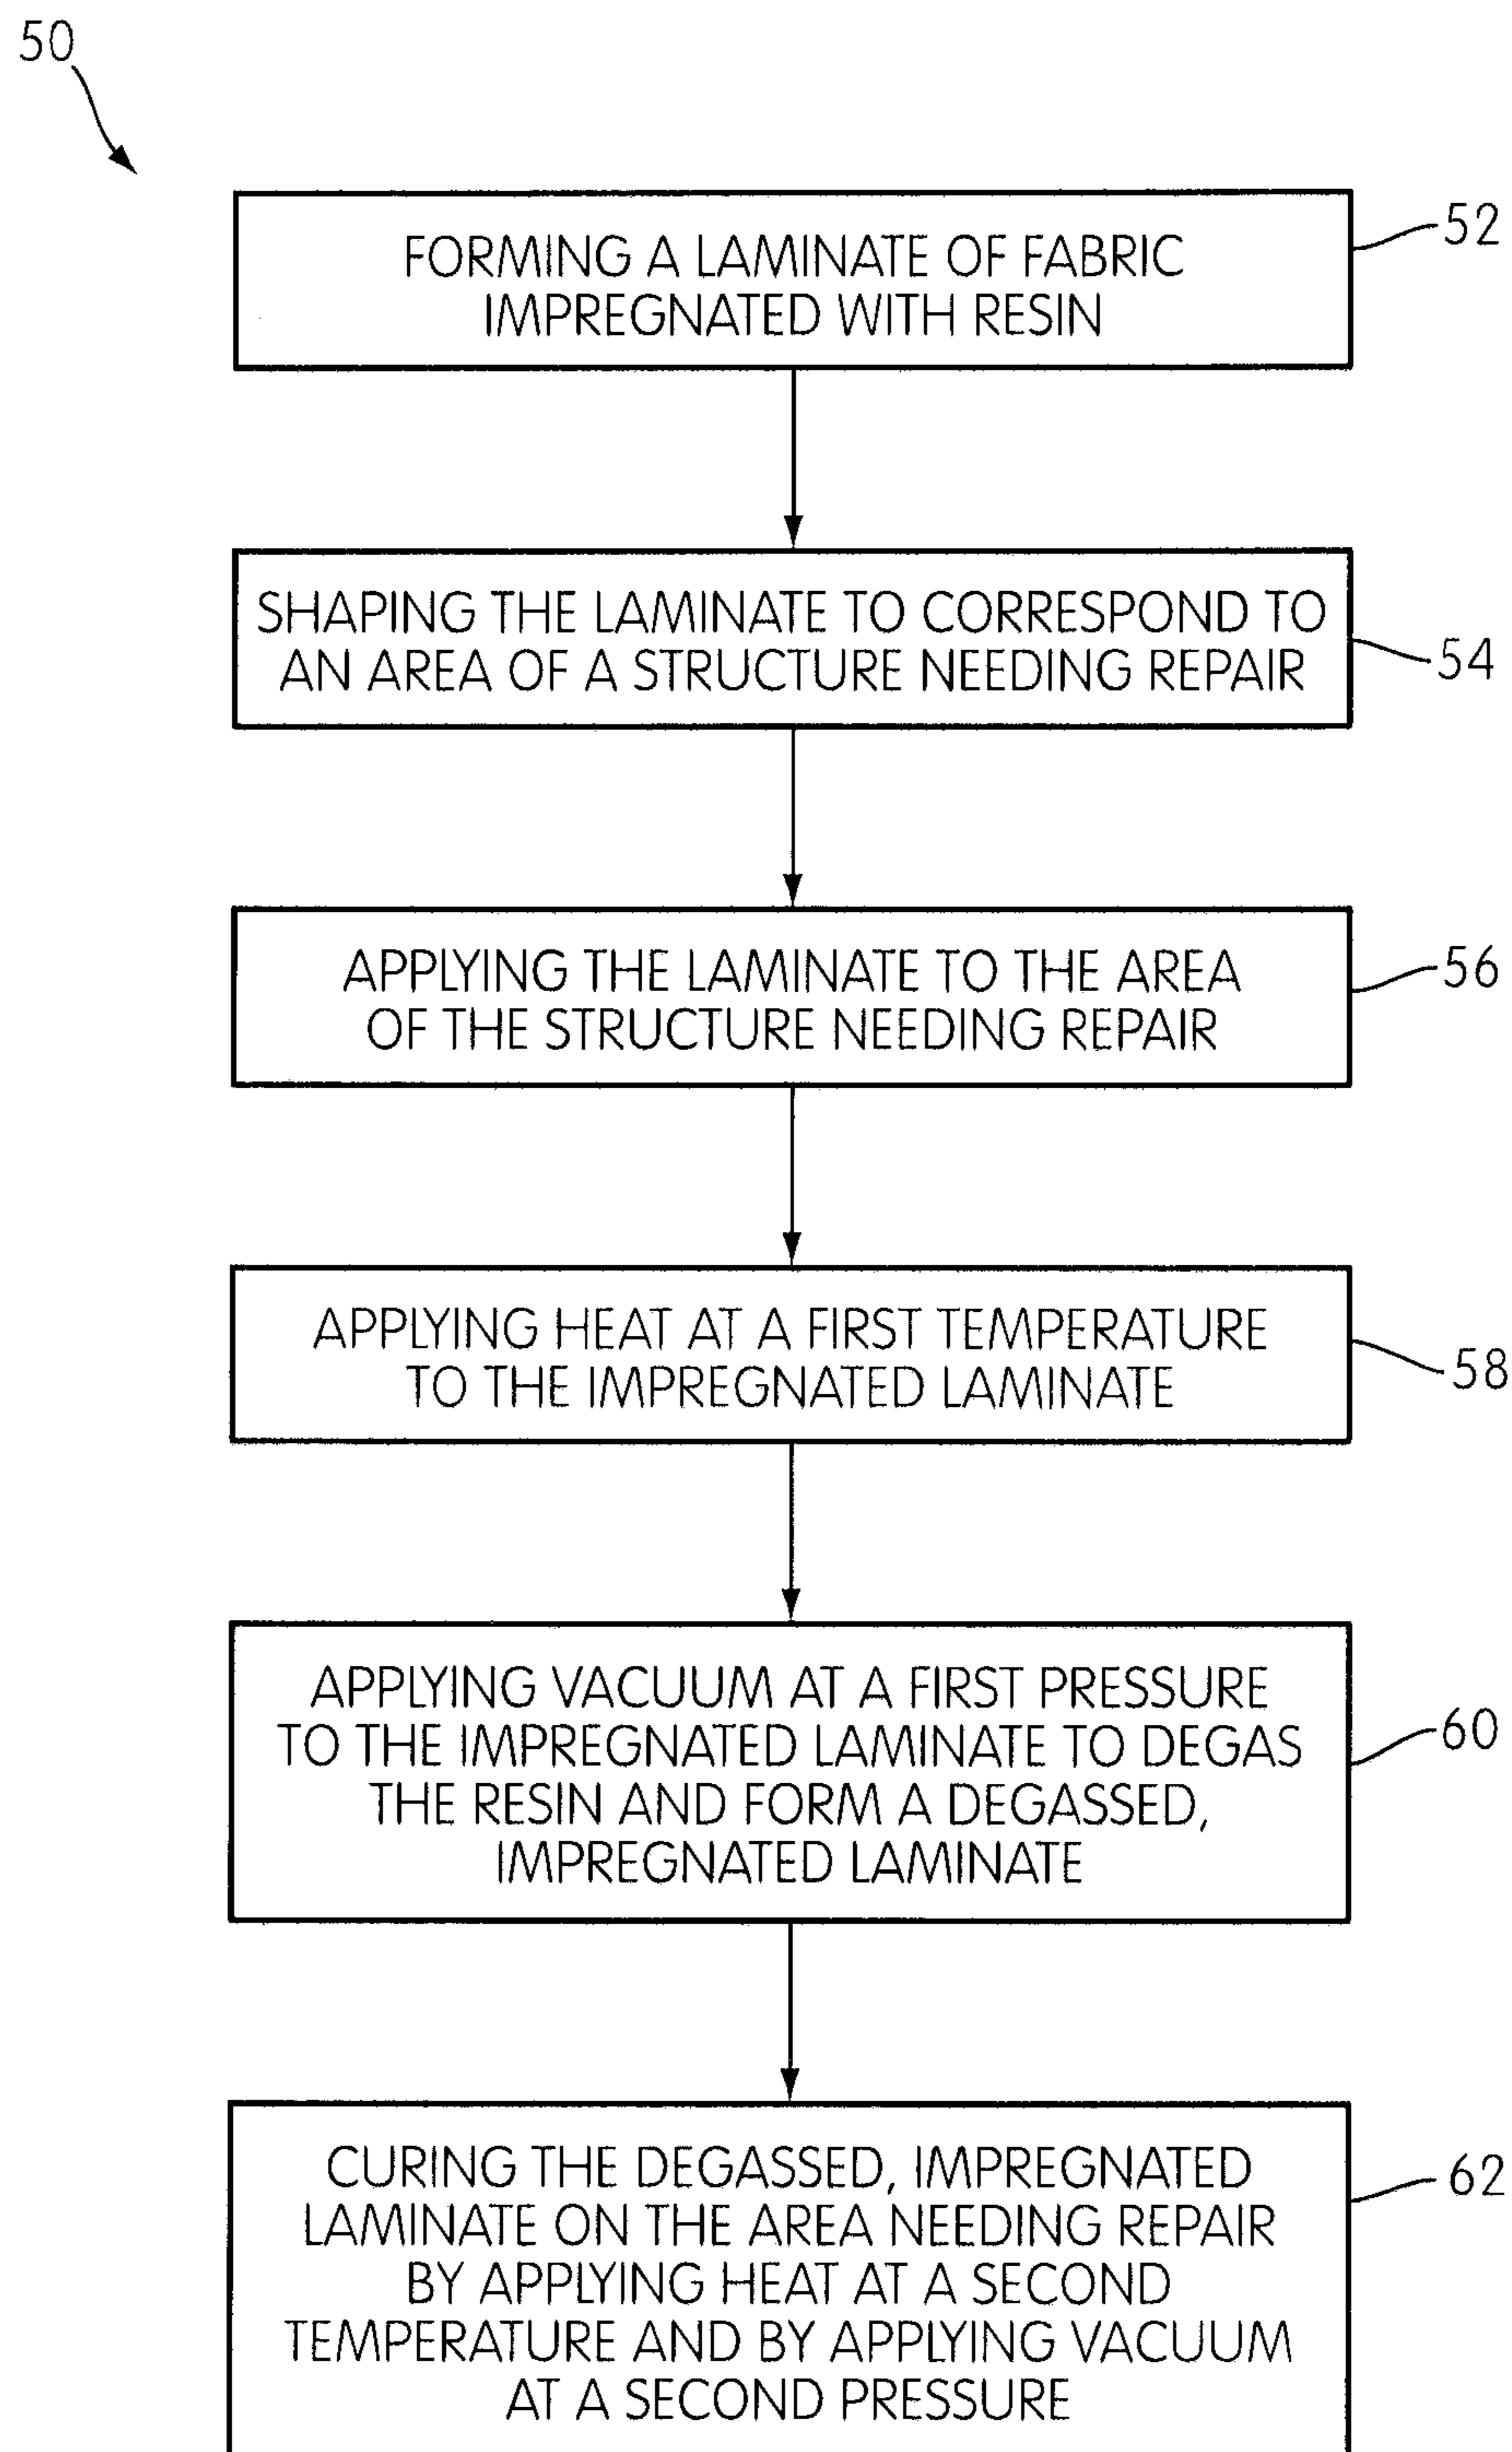 50
FORMING A LAMINATE OF FABRIC
IMPREGNATED WITH RESIN
52
SHAPING THE LAMINATE TO CORRESPOND TO
AN AREA OF A STRUCTURE NEEDING REPAIR
54
APPLYING THE LAMINATE TO THE AREA
OF THE STRUCTURE NEEDING REPAIR
56
APPLYING HEAT AT A FIRST TEMPERATURE
TO THE IMPREGNATED LAMINATE
58
APPLYING VACUUM AT A FIRST PRESSURE
TO THE IMPREGNATED LAMINATE TO DEGAS
THE RESIN AND FORM A DEGASSED,
IMPREGNATED LAMINATE
60
CURING THE DEGASSED, IMPREGNATED
LAMINATE ON THE AREA NEEDING REPAIR
BY APPLYING HEAT AT A SECOND
TEMPERATURE AND BY APPLYING VACUUM
AT A SECOND PRESSURE
62